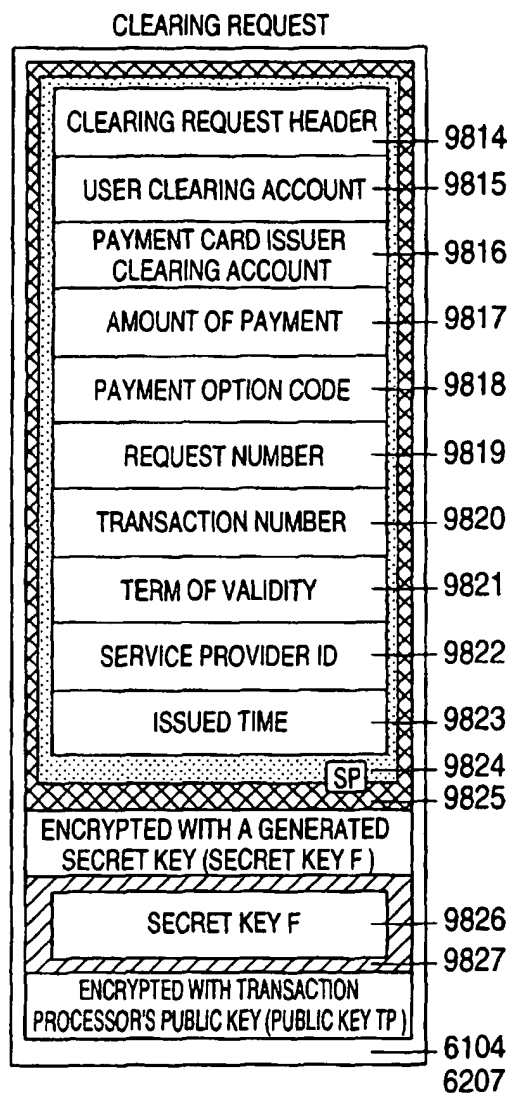 CLEARING REQUEST
CLEARING REQUEST HEADER
9814
USER CLEARING ACCOUNT
9815
PAYMENT CARD ISSUER
CLEARING ACCOUNT
9816
AMOUNT OF PAYMENT
9817
PAYMENT OPTION CODE
9818
REQUEST NUMBER
9819
TRANSACTION NUMBER
9820
TERM OF VALIDITY
9821
SERVICE PROVIDER ID
9822
ISSUED TIME
9823
SP
9824
9825
ENCRYPTED WITH A GENERATED
SECRET KEY (SECRET KEY F)
SECRET KEY F
9826
9827
ENCRYPTED WITH TRANSACTION
PROCESSOR'S PUBLIC KEY (PUBLIC KEY TP)
6104
6207